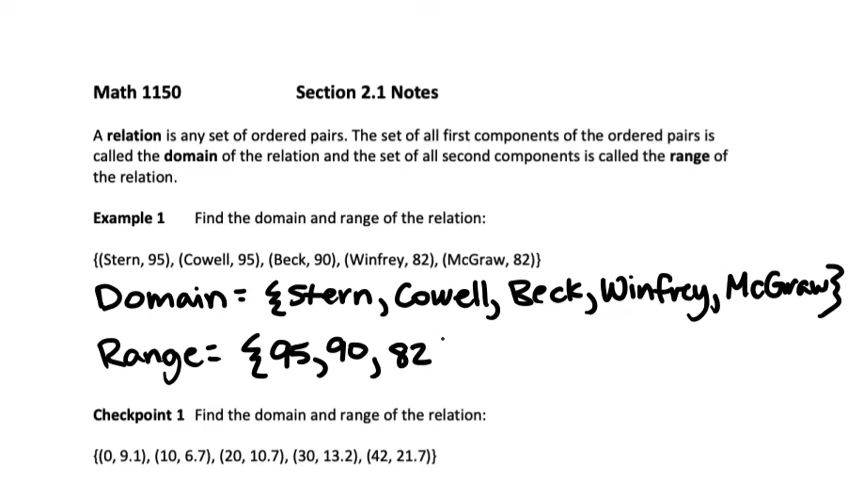 Math 1150 Section 2.1 Notes
A relation is any set of ordered pairs. The set of all first components of the ordered pairs is
called the domain of the relation and the set of all second components is called the range of
the relation.
Example 1 Find the domain and range of the relation:
{(Stern, 95), (Cowell, 95), (Beck, 90), (Winfrey, 82), (McGraw, 82)}
Domain = {Stern, Cowell, Beck, Winfrey, McGraw}
Range = {95, 90, 82
Checkpoint 1 Find the domain and range of the relation:
{(0, 9.1), (10, 6.7), (20, 10.7), (30, 13.2), (42, 21.7)}